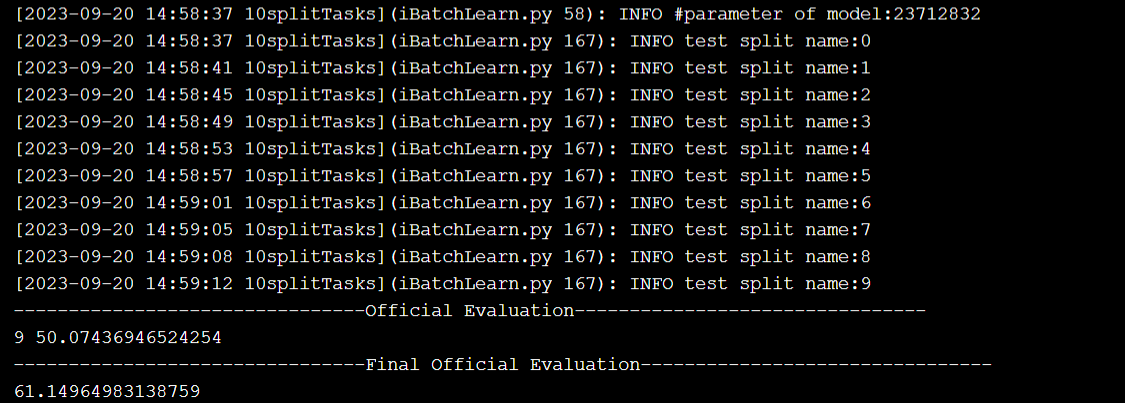 [2023-09-20 14:58:37 10splitTasks](iBatchLearn.py 58): INFO #parameter of model:23712832
[2023-09-20 14:58:37 10splitTasks](iBatchLearn.py 167): INFO test split name:0
[2023-09-20 14:58:41 10splitTasks](iBatchLearn.py 167): INFO test split name:1
[2023-09-20 14:58:45 10splitTasks](iBatchLearn.py 167): INFO test split name:2
[2023-09-20 14:58:49 10splitTasks](iBatchLearn.py 167): INFO test split name:3
[2023-09-20 14:58:53 10splitTasks](iBatchLearn.py 167): INFO test split name:4
[2023-09-20 14:58:57 10splitTasks](iBatchLearn.py 167): INFO test split name:5
[2023-09-20 14:59:01 10splitTasks](iBatchLearn.py 167): INFO test split name:6
[2023-09-20 14:59:05 10splitTasks](iBatchLearn.py 167): INFO test split name:7
[2023-09-20 14:59:08 10splitTasks](iBatchLearn.py 167): INFO test split name:8
[2023-09-20 14:59:12 10splitTasks](iBatchLearn.py 167): INFO test split name:9
--------------------------------Official Evaluation--------------------------------
9 50.07436946524254
--------------------------------Final Official Evaluation--------------------------------
61.14964983138759